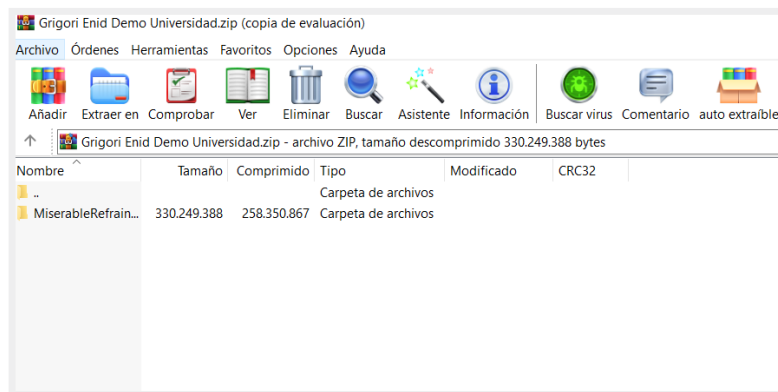 Grigori Enid Demo Universidad.zip (copia de evaluación)
Archivo Órdenes Herramientas Favoritos Opciones Ayuda
Añadir Extraer en Comprobar Ver Eliminar Buscar Asistente Información Buscar virus Comentario auto extraíble
Grigori Enid Demo Universidad.zip - archivo ZIP, tamaño descomprimido 330.249.388 bytes
Nombre Tamaño Comprimido Tipo Modificado CRC32
.. Carpeta de archivos
MiserableRefrain... 330.249.388 258.350.867 Carpeta de archivos